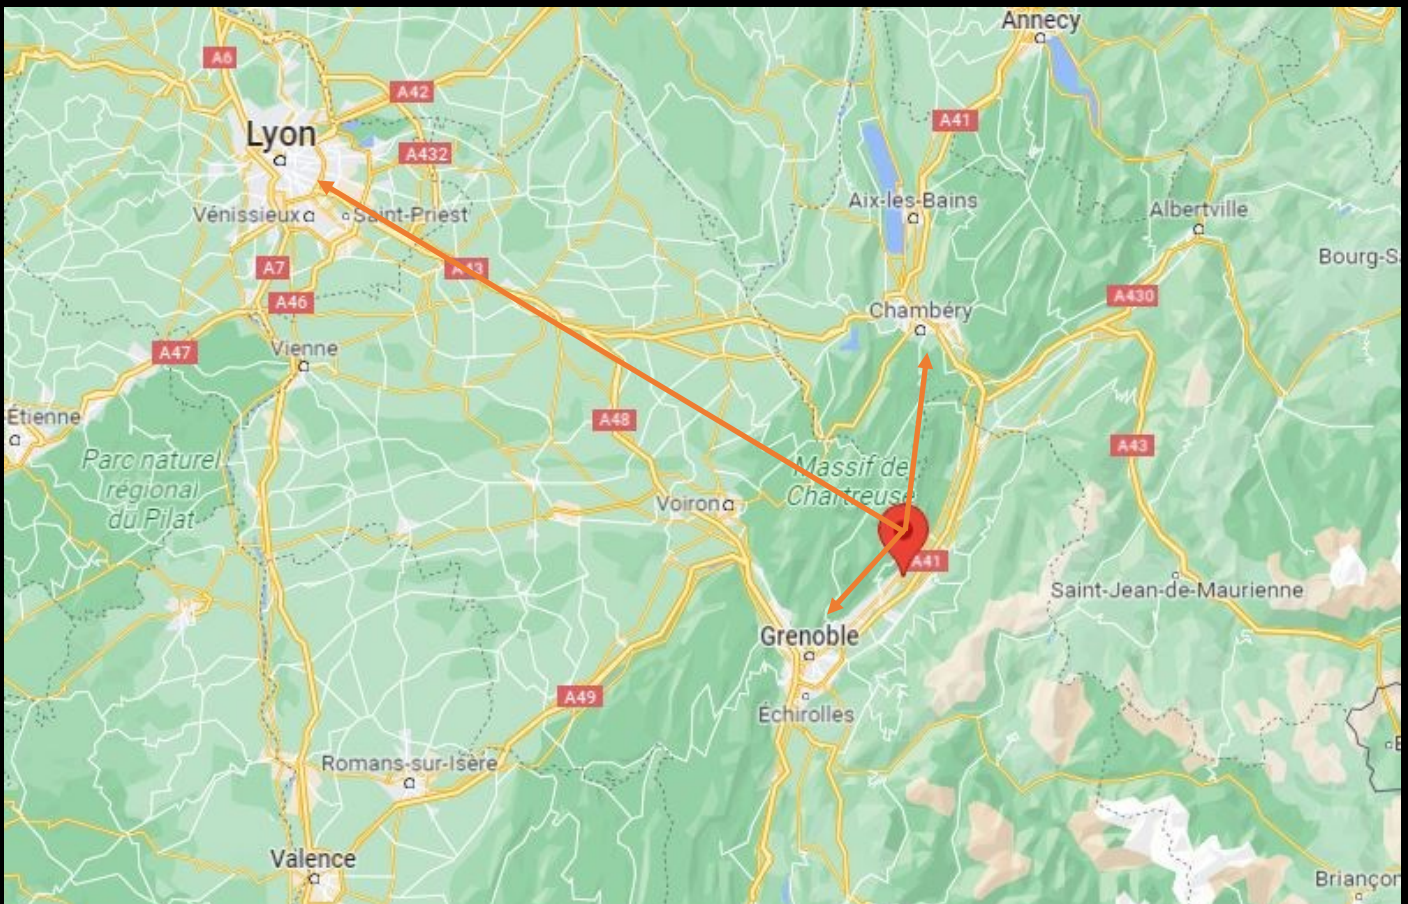 Annecy
A6
A42
A41
Lyon
A432
Aix-les-Bains
Albertville
Vénissieux
Saint-Priest
Bourg-S
A7
A43
A46
A430
Chambéry
A47
Vienne
Étienne
A48
A43
Parc naturel
régional
du Pilat
Massif de
Chartreuse
Voiron
A41
Saint-Jean-de-Maurienne
Grenoble
A49
Échirolles
Romans-sur-Isère
Valence
Briançon